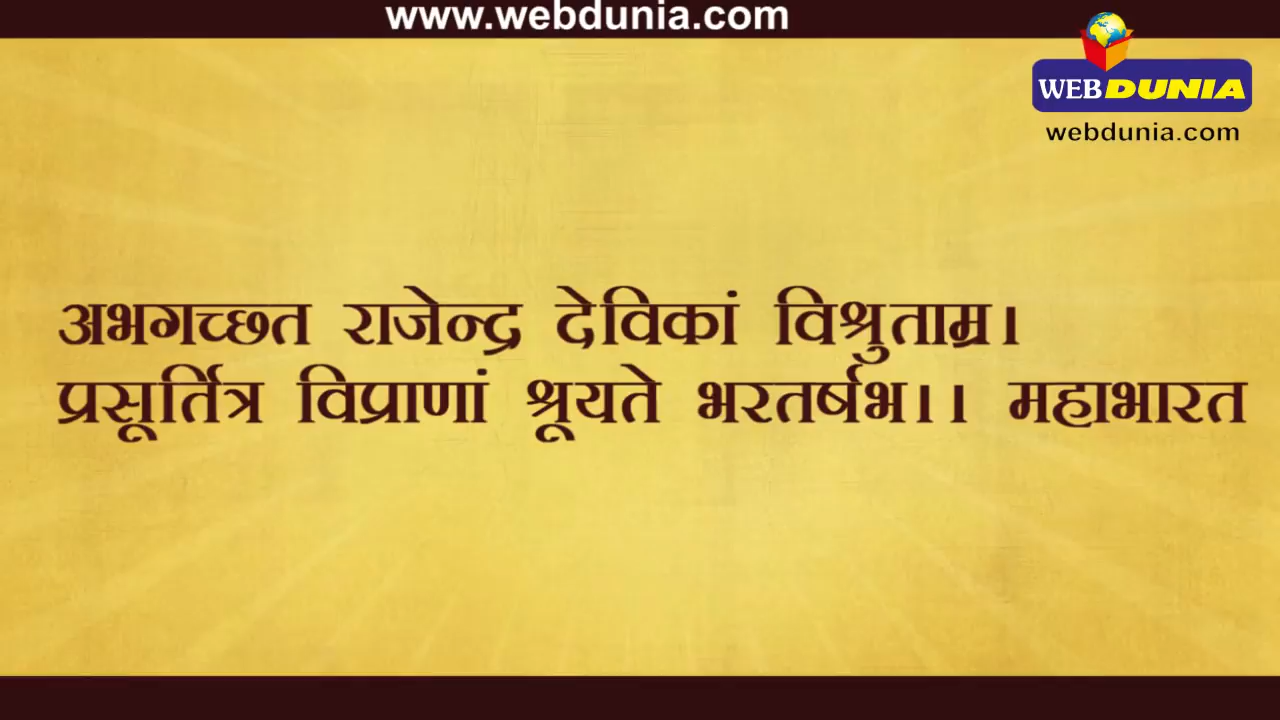 www.webdunia.com
WEBDUNIA
webdunia.com
अभगच्छत राजेन्द्र देविकां विश्रुताम्र।
प्रसूर्तित्र विप्राणां श्रूयते भरतर्षभ।। महाभारत